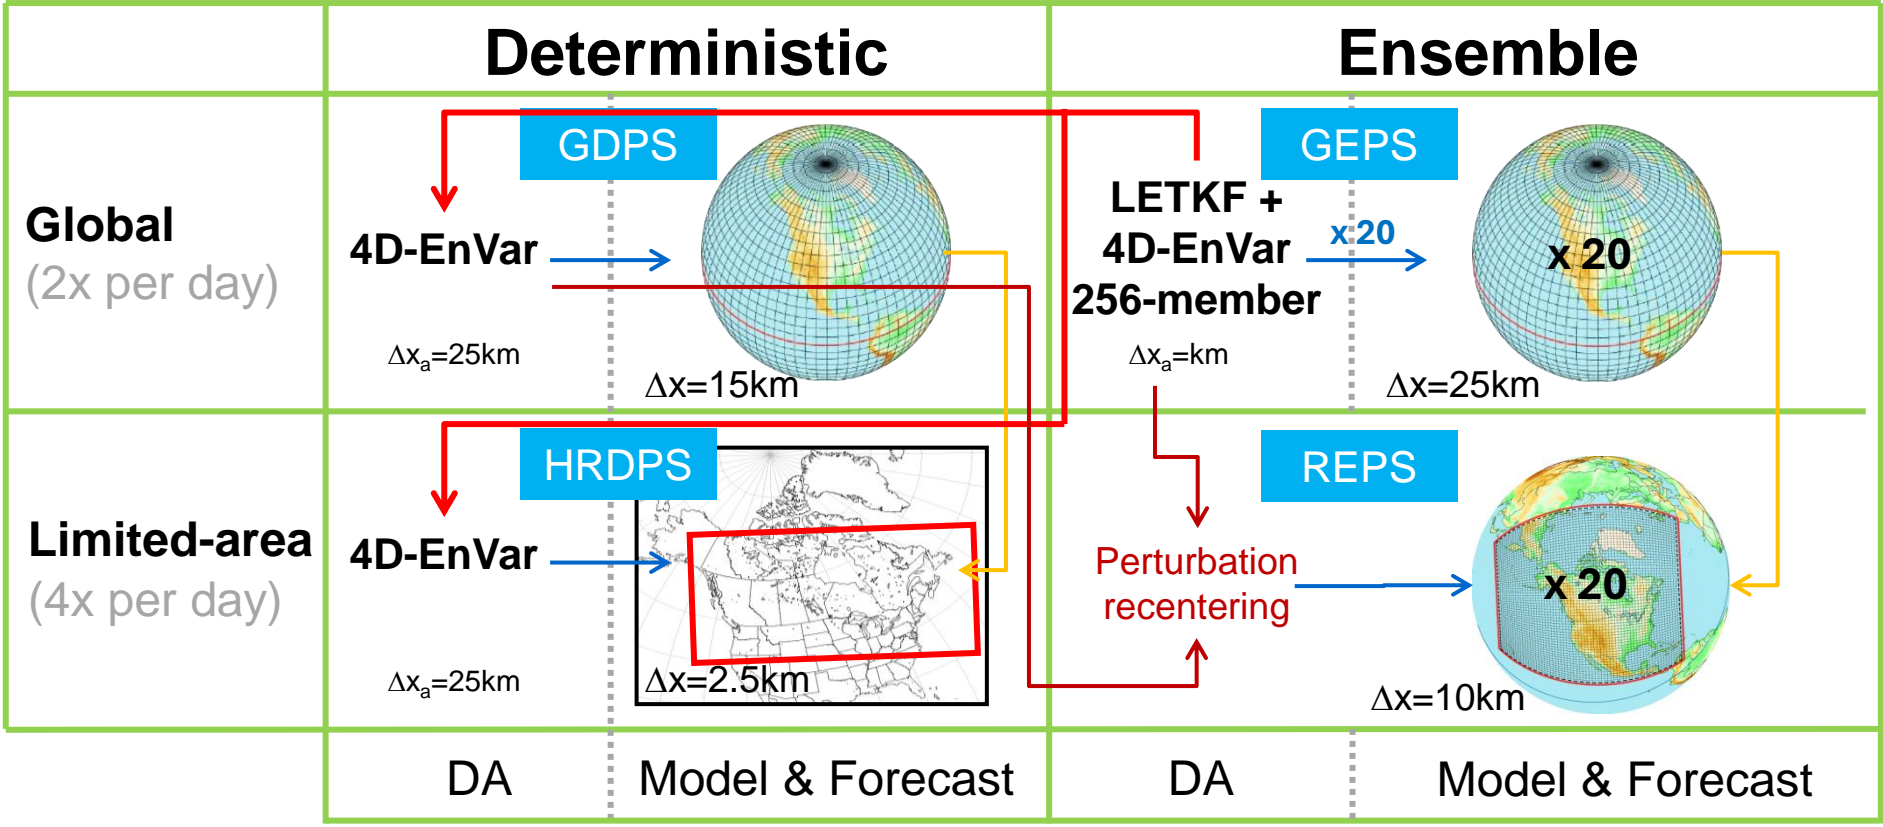 Deterministic
Ensemble
Global
(2x per day)
GDPS
4D-EnVar
Δxa=25km
Δx=15km
GEPS
LETKF +
4D-EnVar
256-member
x 20
x 20
Δxa=km
Δx=25km
Limited-area
(4x per day)
HRDPS
4D-EnVar
Δxa=25km
Δx=2.5km
REPS
Perturbation
recentering
x 20
Δx=10km
DA
Model & Forecast
DA
Model & Forecast